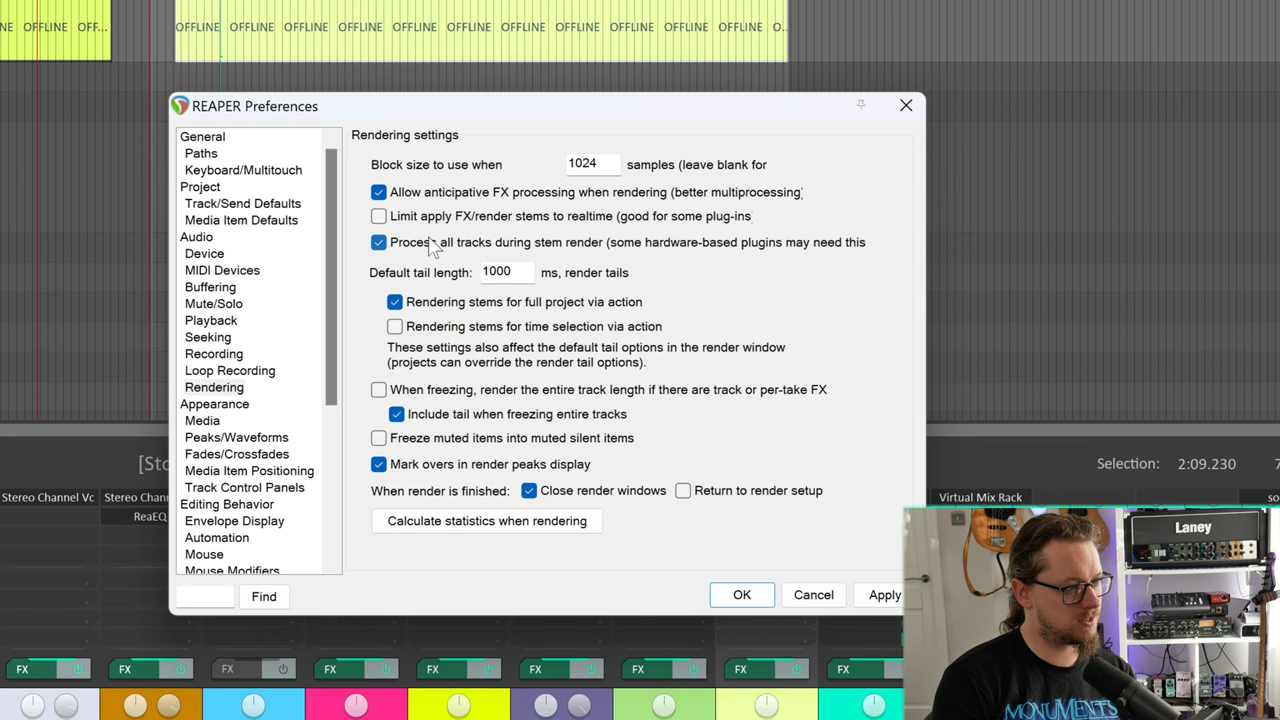 NE OFFLINE OFF... OFFLINE OFFLINE OFFLINE OFFLINE OFFLINE OFFLINE OFFLINE OFFLINE OFFLINE OFFLINE OFFLINE O..
REAPER Preferences
General
Paths
Keyboard/Multitouch
Project
Track/Send Defaults
Media Item Defaults
Audio
Device
MIDI Devices
Buffering
Mute/Solo
Playback
Seeking
Recording
Loop Recording
Rendering
Appearance
Media
Peaks/Waveforms
Fades/Crossfades
Media Item Positioning
Track Control Panels
Editing Behavior
Envelope Display
Automation
Mouse
Mouse Modifiers
Find
Rendering settings
Block size to use when 1024 samples (leave blank for
Allow anticipative FX processing when rendering (better multiprocessing)
Limit apply FX/render stems to realtime (good for some plug-ins
Process all tracks during stem render (some hardware-based plugins may need this
Default tail length: 1000 ms, render tails
Rendering stems for full project via action
Rendering stems for time selection via action
These settings also affect the default tail options in the render window
(projects can override the render tail options).
When freezing, render the entire track length if there are track or per-take FX
Include tail when freezing entire tracks
Freeze muted items into muted silent items
Mark overs in render peaks display
When render is finished: Close render windows Return to render setup
Calculate statistics when rendering
OK Cancel Apply
[Sto
Selection: 2:09.230 7
Stereo Channel Vc Stereo Chann
Virtual Mix Rack so
ReaEQ
Laney
FX FX FX FX FX FX FX FX FX
MONUMENTS